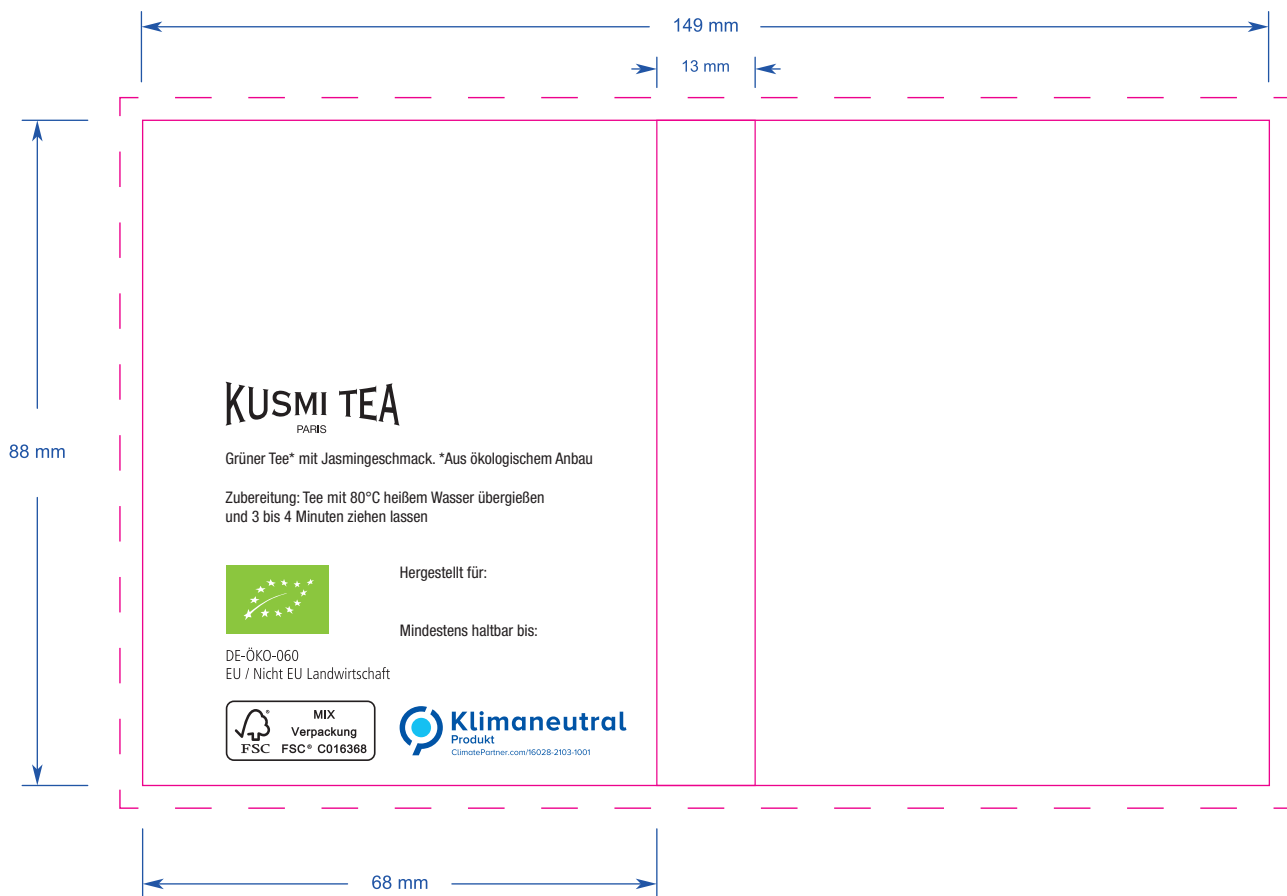 149 mm
13 mm
88 mm
KUSMI TEA
PARIS
Grüner Tee* mit Jasmingeschmack. *Aus ökologischem Anbau
Zubereitung: Tee mit 80°C heißem Wasser übergießen
und 3 bis 4 Minuten ziehen lassen
Hergestellt für:
Mindestens haltbar bis:
DE-ÖKO-060
EU / Nicht EU Landwirtschaft
MIX
Verpackung
FSC® C016368
FSC
Klimaneutral
Produkt
ClimatePartner.com/16028-2103-1001
68 mm